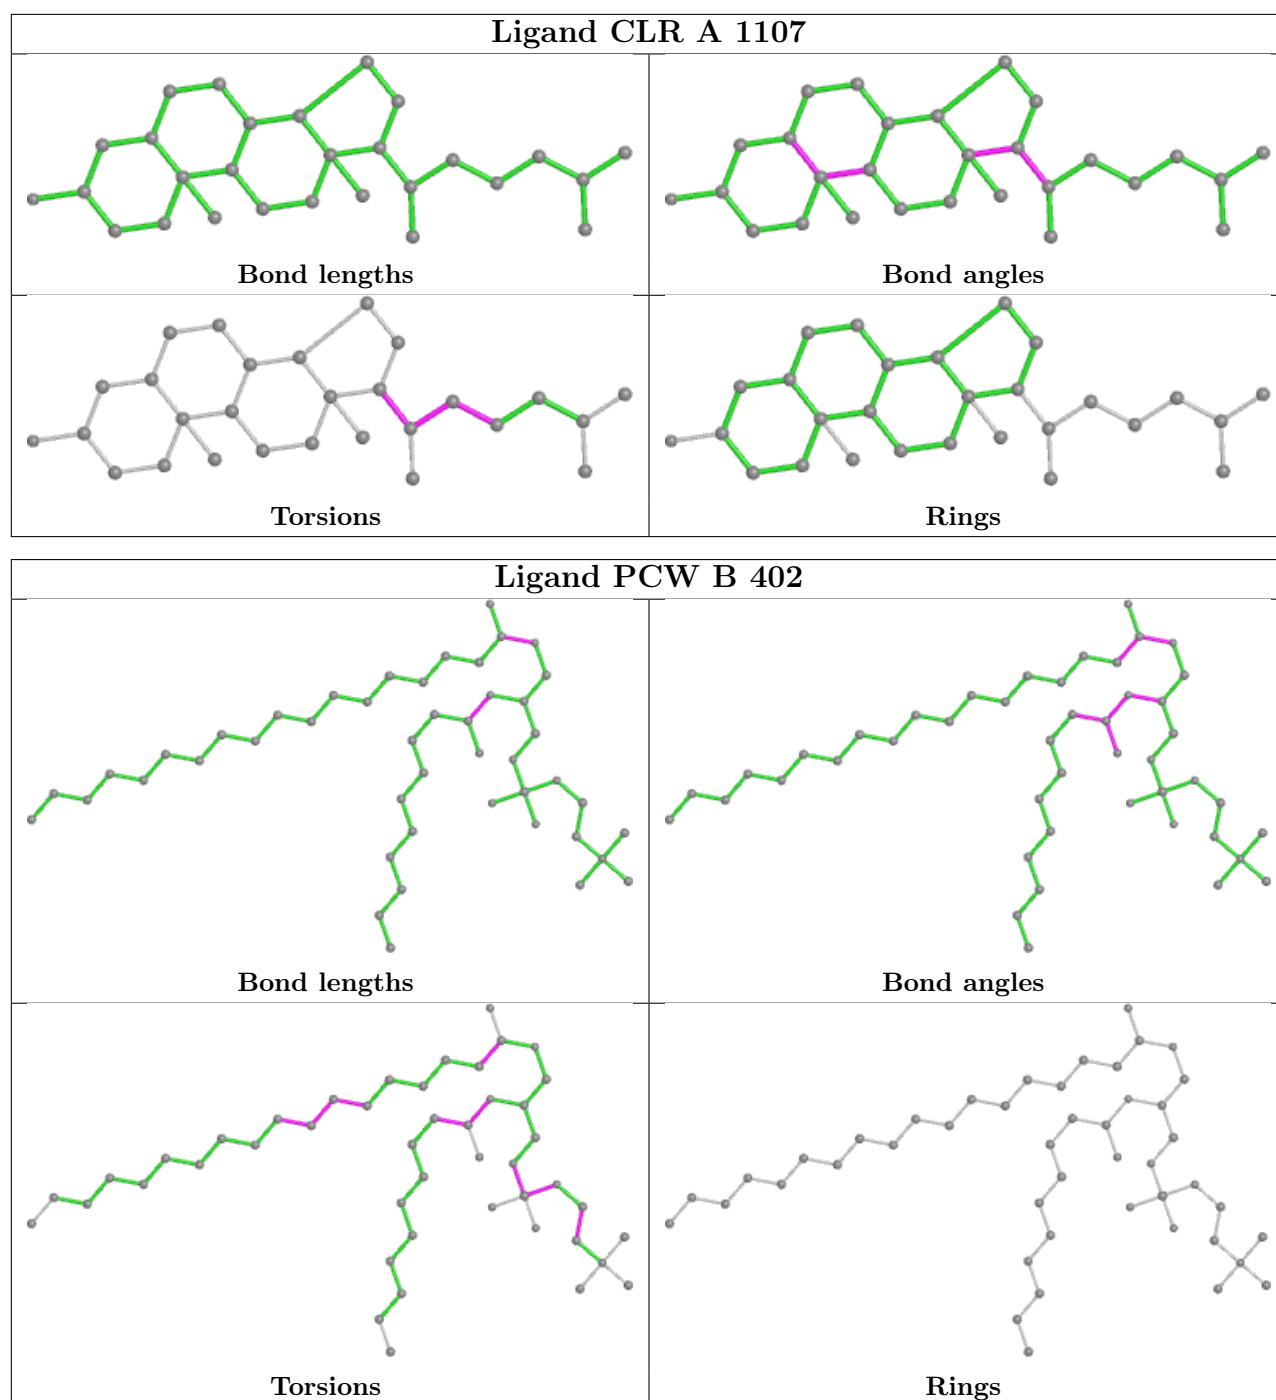 Ligand CLR A 1107
Bond lengths
Bond angles
Torsions
Rings
Ligand PCW B 402
Bond lengths
Bond angles
Torsions
Rings